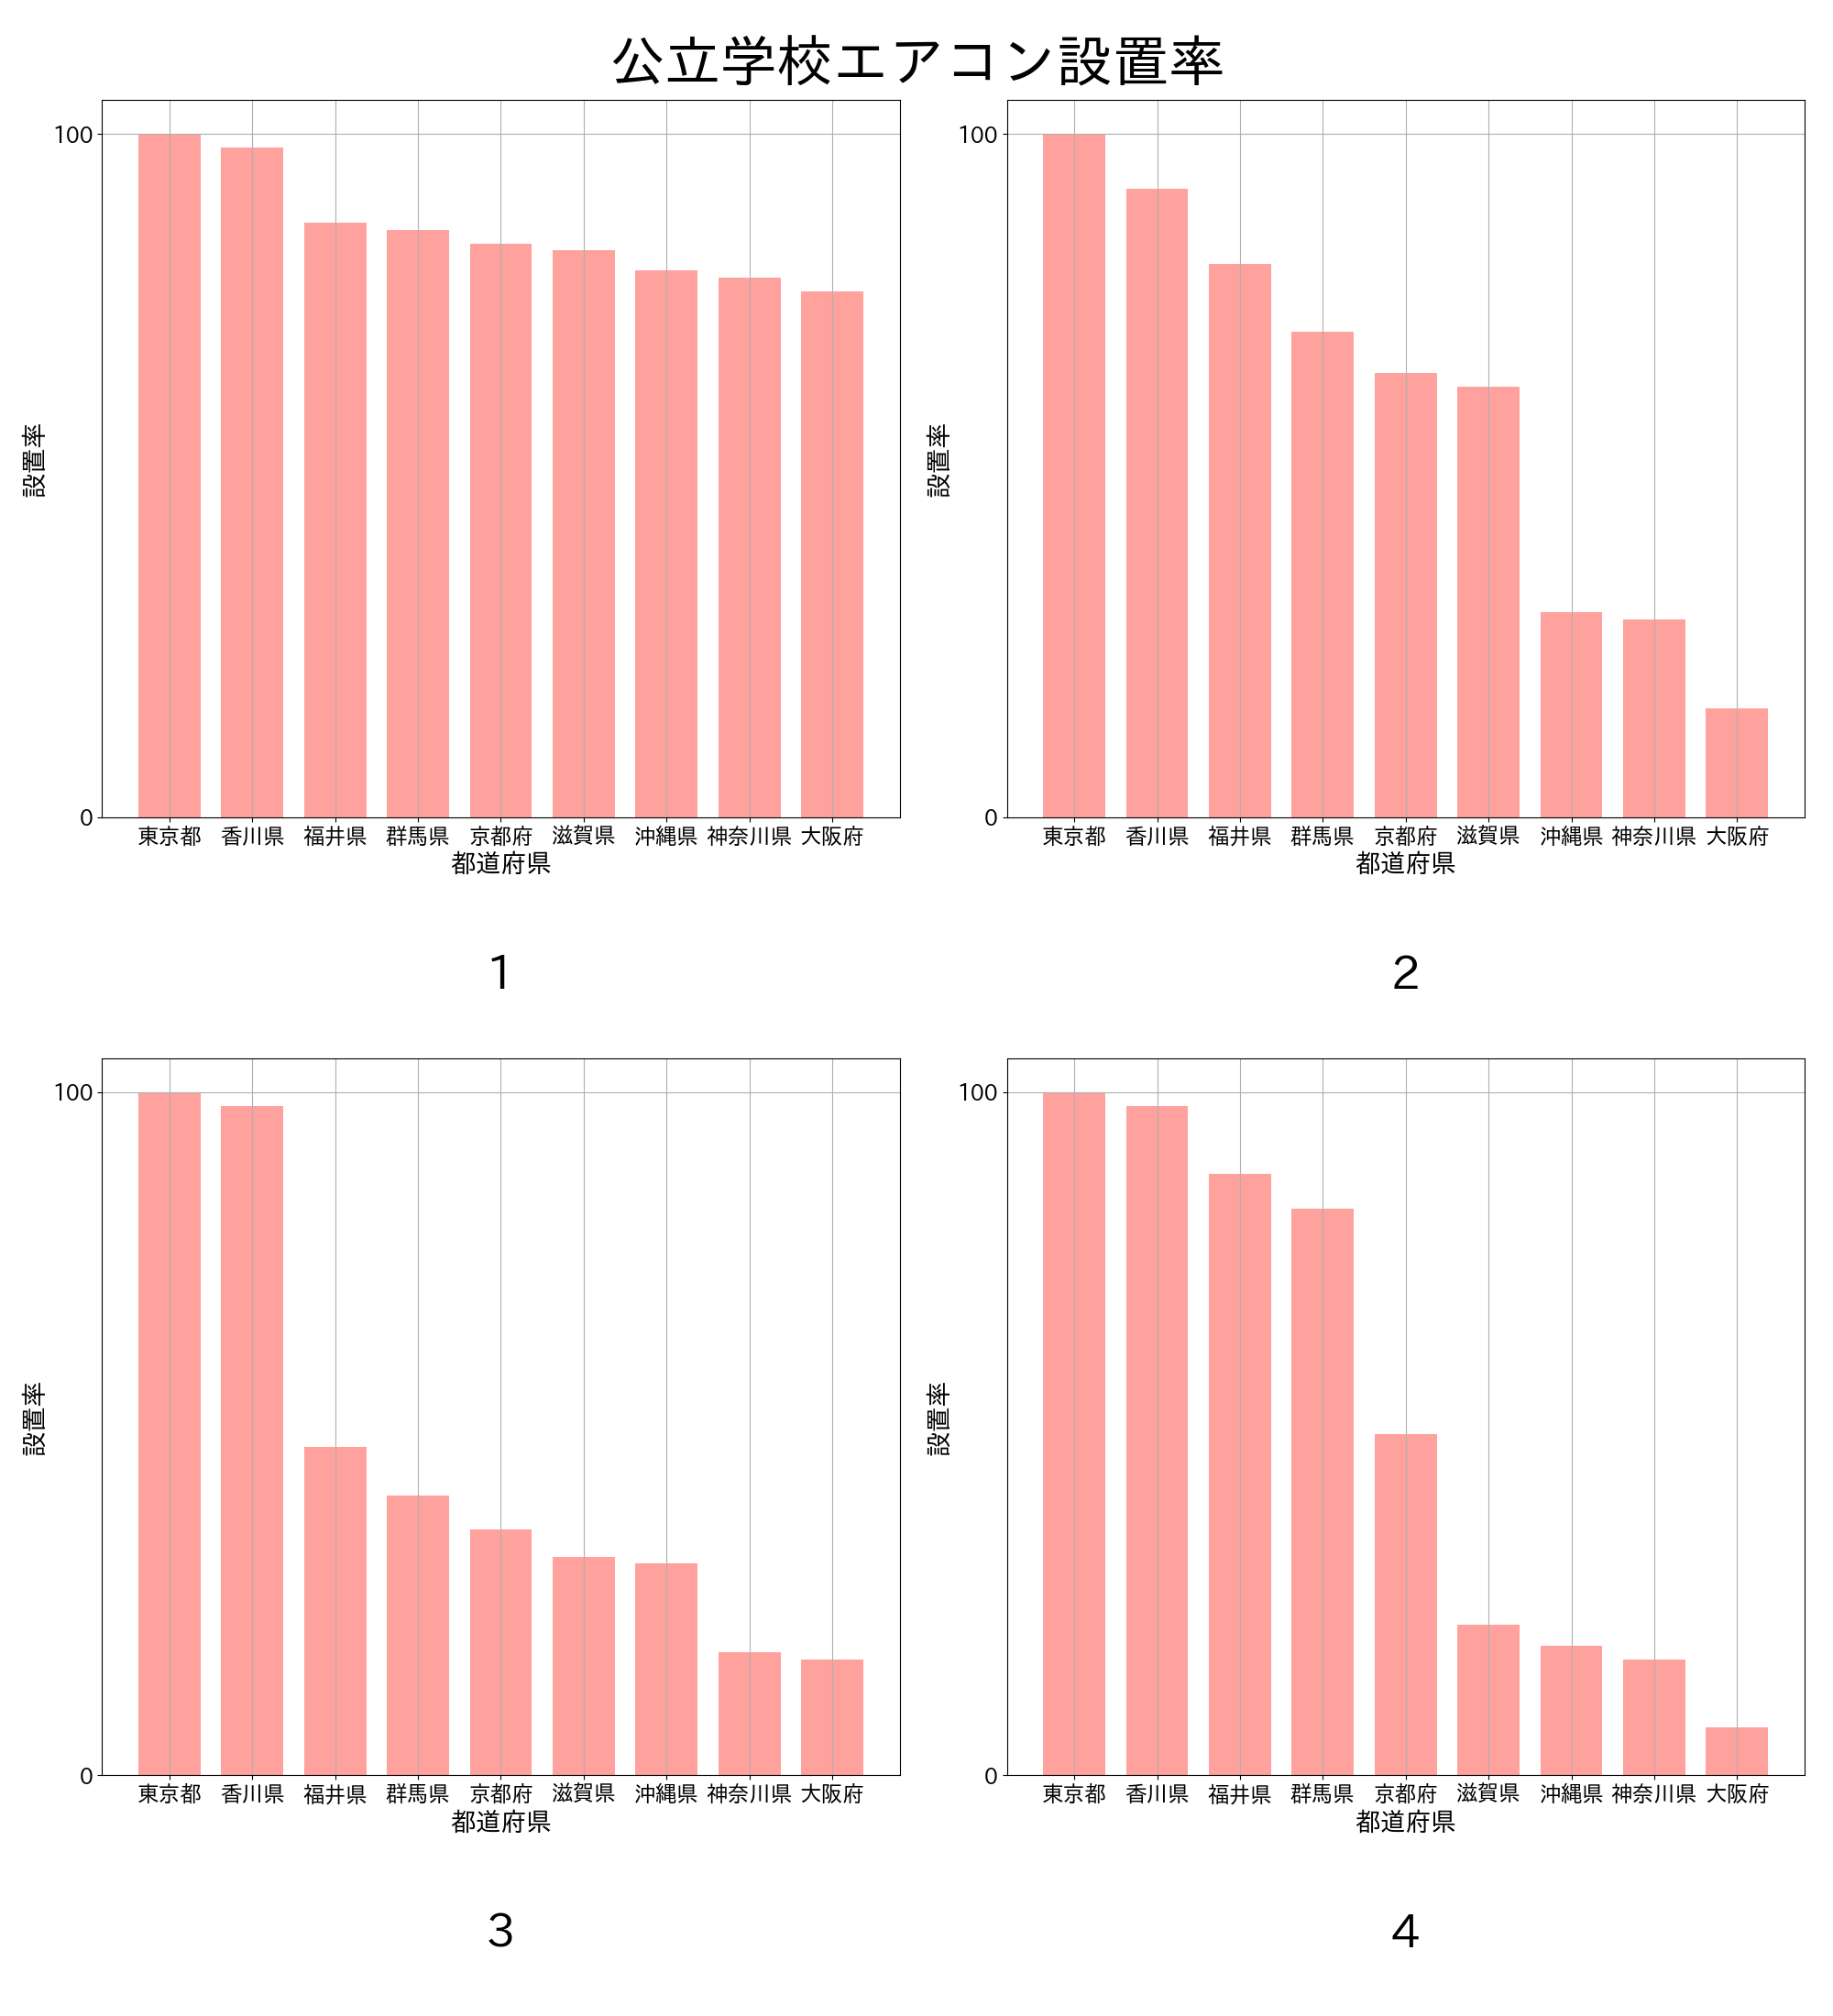 公立学校エアコン設置率
100
設置率
0
東京都 香川県 福井県 群馬県 京都府 滋賀県 沖縄県 神奈川県 大阪府
都道府県
1
100
設置率
0
東京都 香川県 福井県 群馬県 京都府 滋賀県 沖縄県 神奈川県 大阪府
都道府県
2
100
設置率
0
東京都 香川県 福井県 群馬県 京都府 滋賀県 沖縄県 神奈川県 大阪府
都道府県
3
100
設置率
0
東京都 香川県 福井県 群馬県 京都府 滋賀県 沖縄県 神奈川県 大阪府
都道府県
4